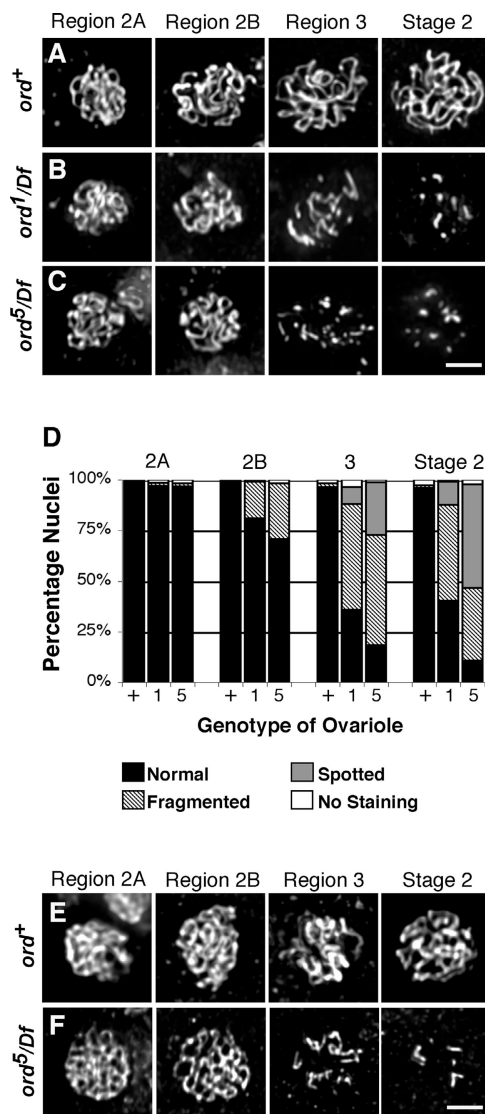 Region 2A Region 2B Region 3 Stage 2
A
ord+
B
ord1/Df
C
ord5/Df
D
2A 2B 3 Stage 2
100%
75%
50%
25%
0%
Percentage Nuclei
+ 1 5 + 1 5 + 1 5 + 1 5
Genotype of Ovariole
Normal Spotted
Fragmented No Staining
Region 2A Region 2B Region 3 Stage 2
E
ord+
F
ord5/Df